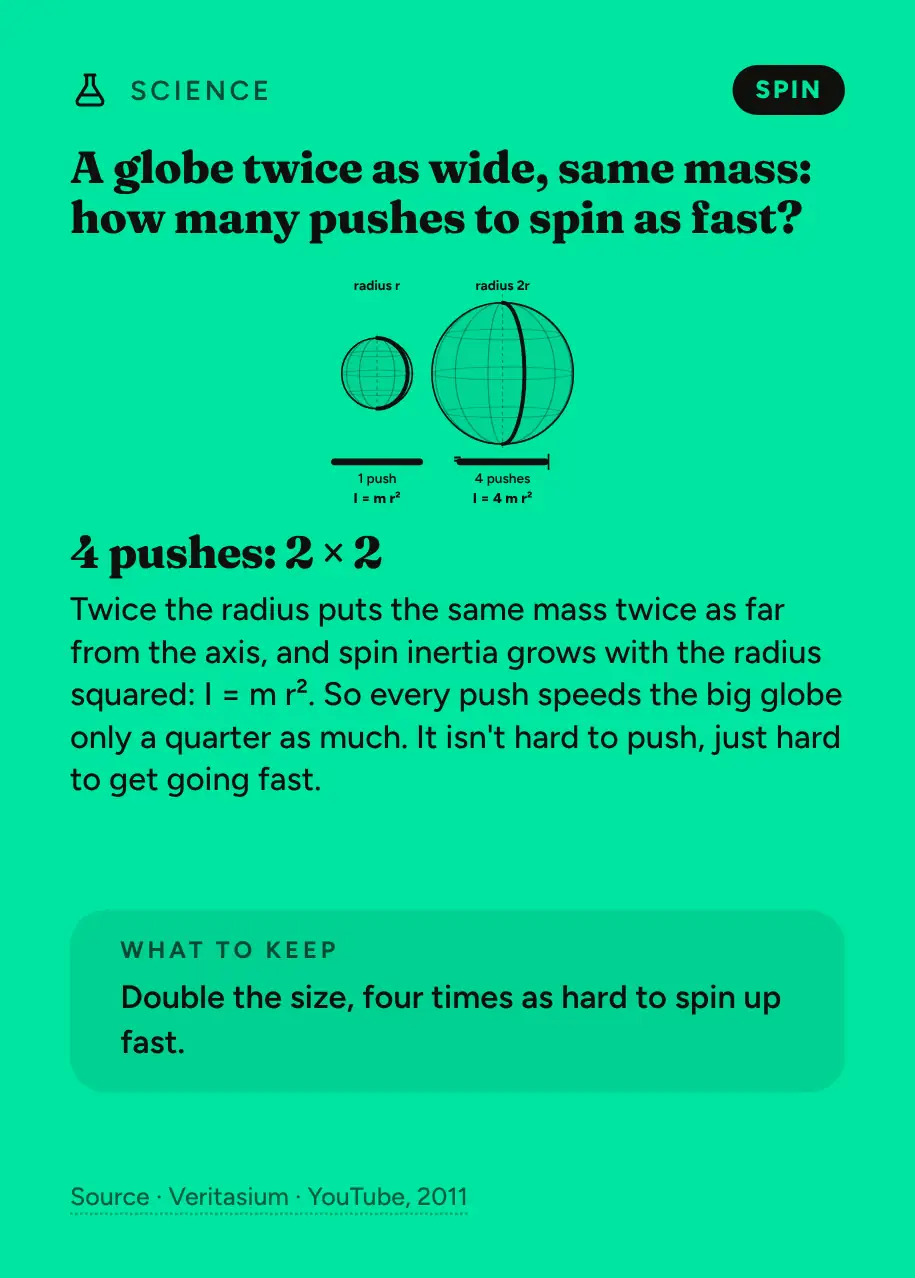 SCIENCE
SPIN
A globe twice as wide, same mass:
how many pushes to spin as fast?
radius r
radius 2r
1 push
4 pushes
I = m r²
I = 4 m r²
4 pushes: 2 × 2
Twice the radius puts the same mass twice as far
from the axis, and spin inertia grows with the radius
squared: I = m r². So every push speeds the big globe
only a quarter as much. It isn't hard to push, just hard
to get going fast.
WHAT TO KEEP
Double the size, four times as hard to spin up
fast.
Source · Veritasium · YouTube, 2011